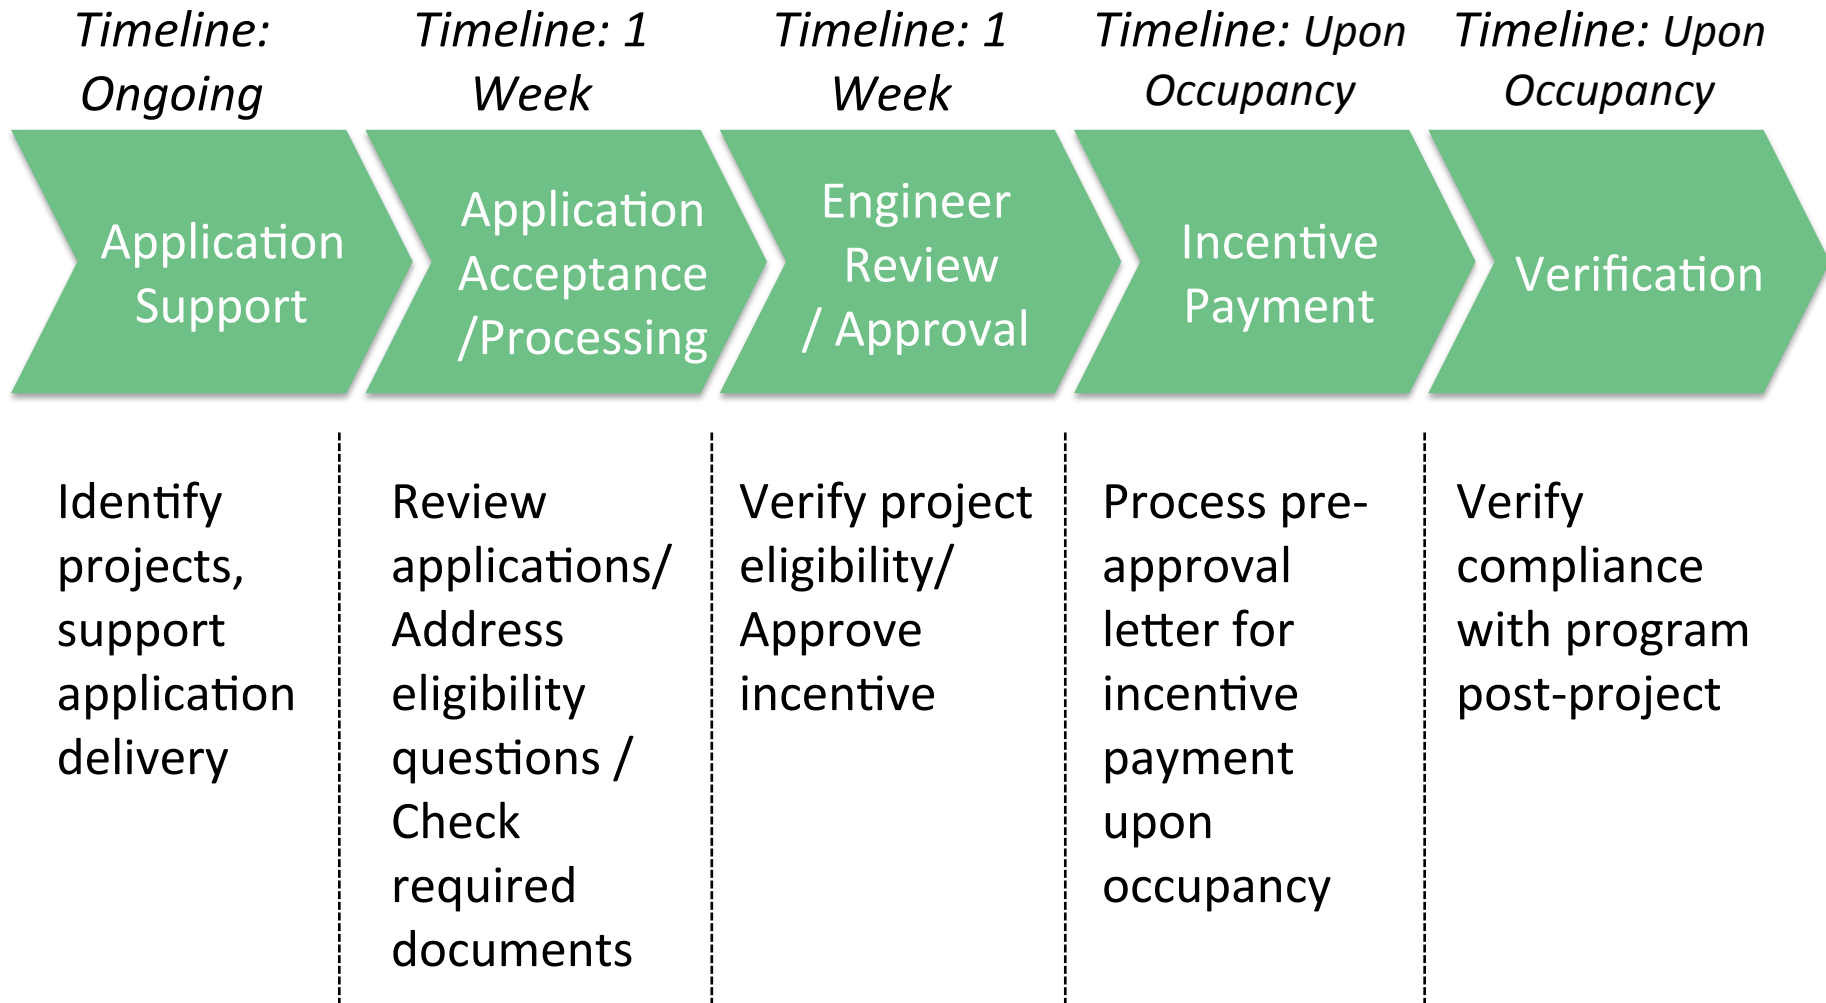 Timeline:
Ongoing
Timeline: 1
Week
Timeline: 1
Week
Timeline: Upon
Occupancy
Timeline: Upon
Occupancy
Application
Support
Application
Acceptance
/Processing
Engineer
Review
/ Approval
Incentive
Payment
Verification
Identify
projects,
support
application
delivery
Review
applications/
Address
eligibility
questions /
Check
required
documents
Verify project
eligibility/
Approve
incentive
Process pre-
approval
letter for
incentive
payment
upon
occupancy
Verify
compliance
with program
post-project